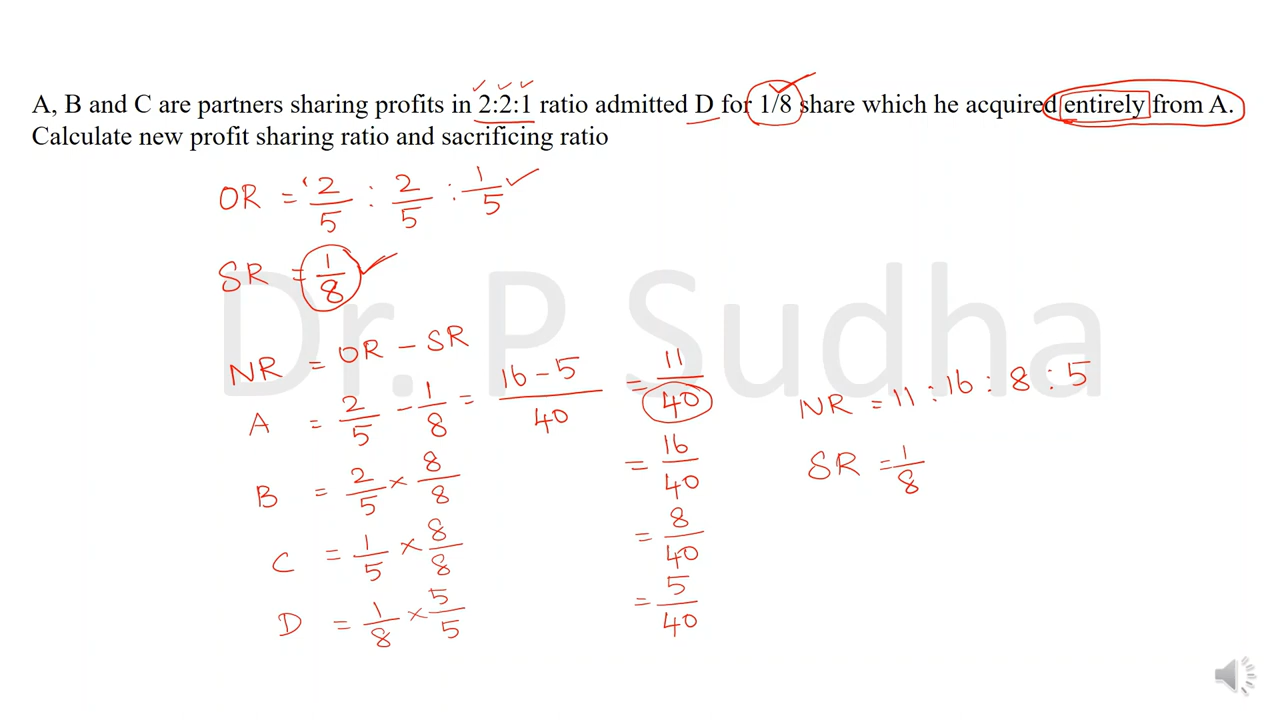 A, B and C are partners sharing profits in 2:2:1 ratio admitted D for 1/8 share which he acquired entirely from A.
Calculate new profit sharing ratio and sacrificing ratio
OR = 2/5 : 2/5 : 1/5
SR = 1/8
Dr. P Sudha
NR = OR - SR
A = 2/5 - 1/8 = 16 - 5/40 = 11/40
B = 2/5 × 8/8 = 16/40
C = 1/5 × 8/8 = 8/40
D = 1/8 × 5/5 = 5/40
NR = 11 : 16 : 8 : 5
SR = 1/8